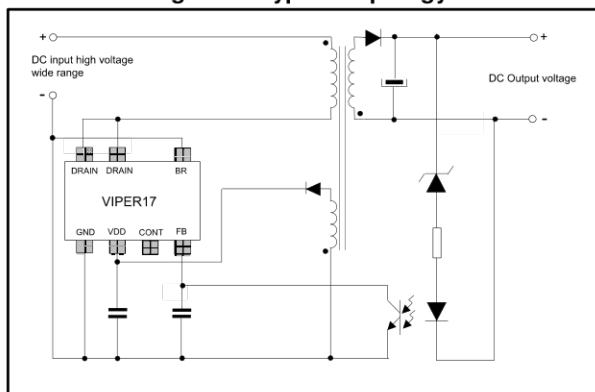 +
DC input high voltage
wide range
-
+
DC Output voltage
-
DRAIN DRAIN BR
VIPER17
GND VDD CONT FB